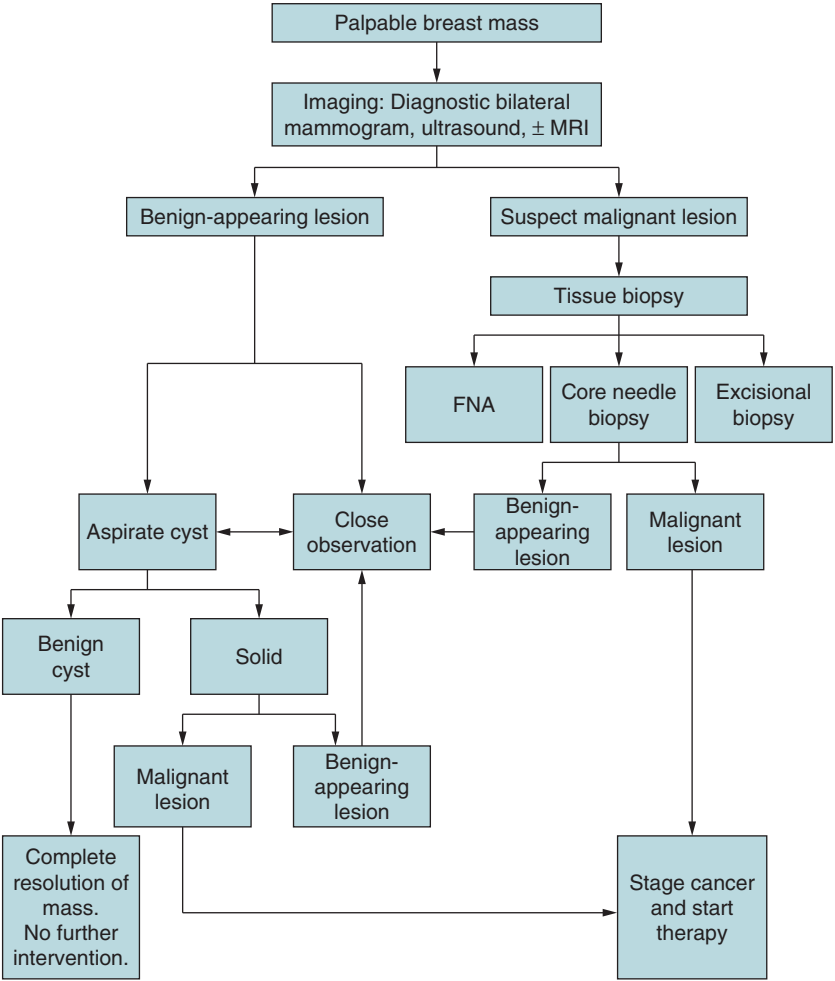 Palpable breast mass
Imaging: Diagnostic bilateral
mammogram, ultrasound, ± MRI
Benign-appearing lesion
Suspect malignant lesion
Tissue biopsy
FNA
Core needle
biopsy
Excisional
biopsy
Aspirate cyst
Close
observation
Benign-
appearing
lesion
Malignant
lesion
Benign
cyst
Solid
Malignant
lesion
Benign-
appearing
lesion
Complete
resolution of
mass.
No further
intervention.
Stage cancer
and start
therapy